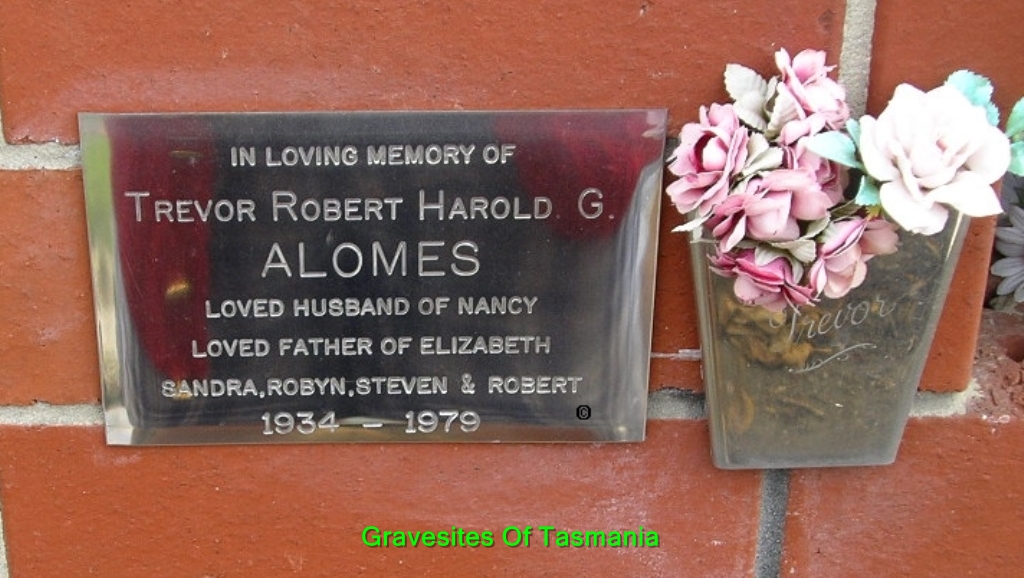 IN LOVING MEMORY OF
TREVOR ROBERT HAROLD G.
ALOMES
LOVED HUSBAND OF NANCY
LOVED FATHER OF ELIZABETH
SANDRA, ROBYN, STEVEN & ROBERT
1934 – 1979
©
Trevor
Gravesites Of Tasmania